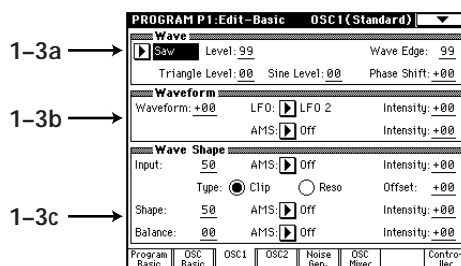 PROGRAM P1:Edit-Basic OSC1(Standard)
1-3a
Wave
Saw Level: 99 Wave Edge: 99
Triangle Level: 00 Sine Level: 00 Phase Shift: +00
1-3b
Waveform
Waveform: +00 LFO: LFO 2 Intensity: +00
AMS: Off Intensity: +00
1-3c
Wave Shape
Input: 50 AMS: Off Intensity: +00
Type: Clip Reso Offset: +00
Shape: 50 AMS: Off Intensity: +00
Balance: 00 AMS: Off Intensity: +00
Program Basic OSC Basic OSC1 OSC2 Noise Gen. OSC Mixer Contro-ller